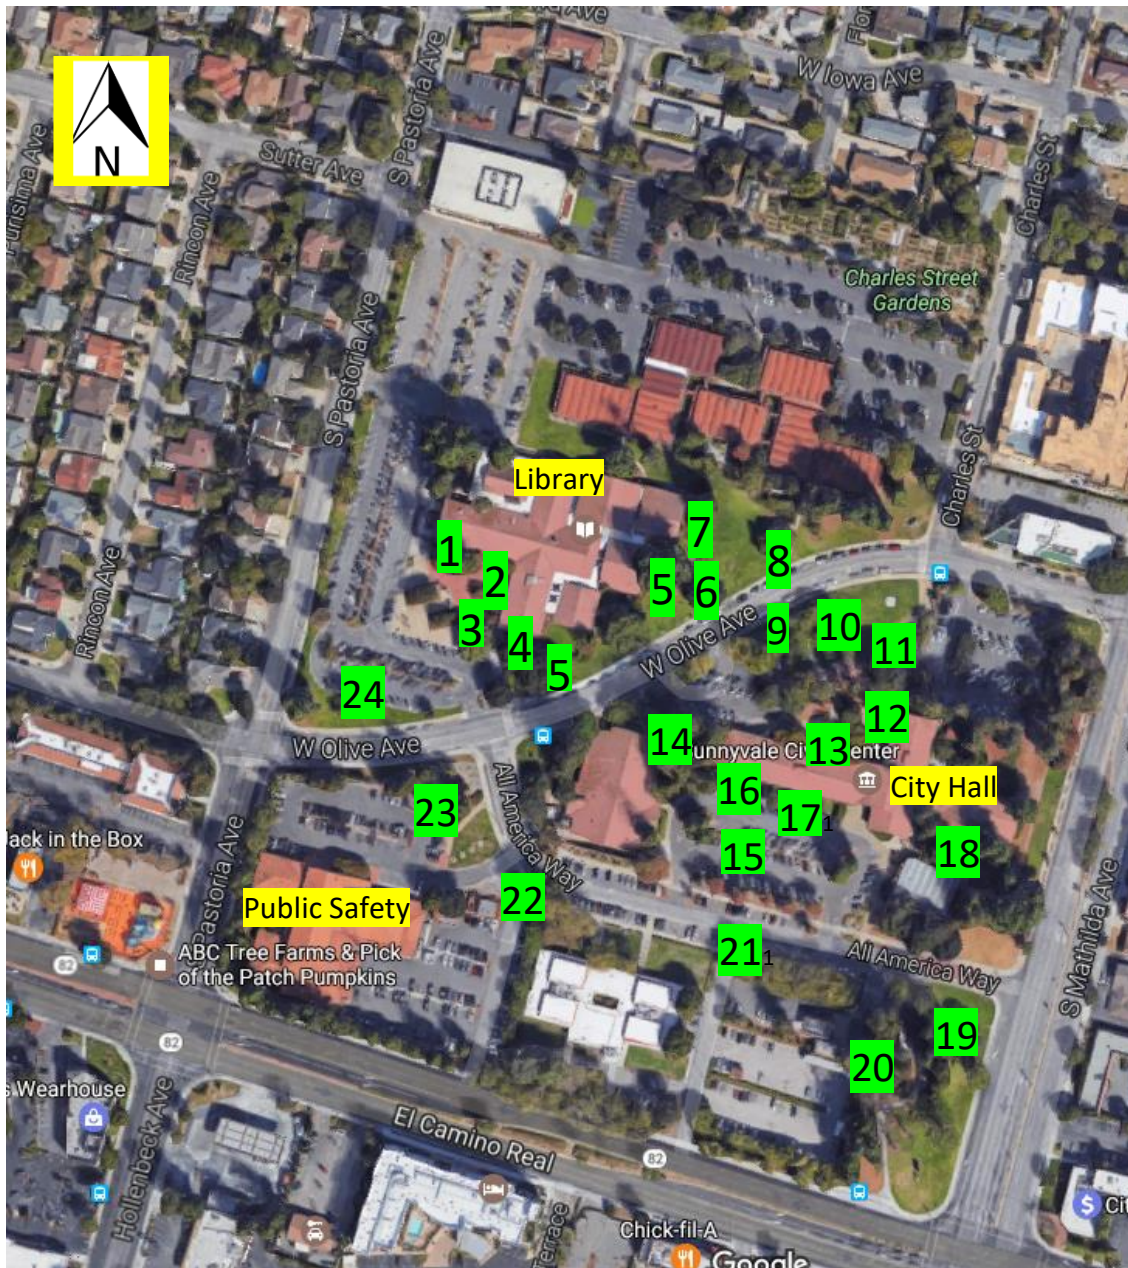 W Iowa Ave
S Pastoria Ave
Sutter Ave
N
Purisima Ave
Rincon Ave
Charles St
Charles Street
Gardens
S Pastoria Ave
Charles St
Library
1
7
8
2
5
6
Rincon Ave
3
4
9
10
11
5
W Olive Ave
24
12
14
13
W Olive Ave
unnyvale Ci
enter
City Hall
All America Way
16
23
17
1
15
18
Jack in the Box
Public Safety
22
Pastoria Ave
S Mathilda Ave
ABC Tree Farms & Pick
of the Patch Pumpkins
21
1
All America Way
82
19
20
82
s Wearhouse
Hollenbeck Ave
El Camino Real
82
$
Cit
Chick-fil-A
Terrace
Google